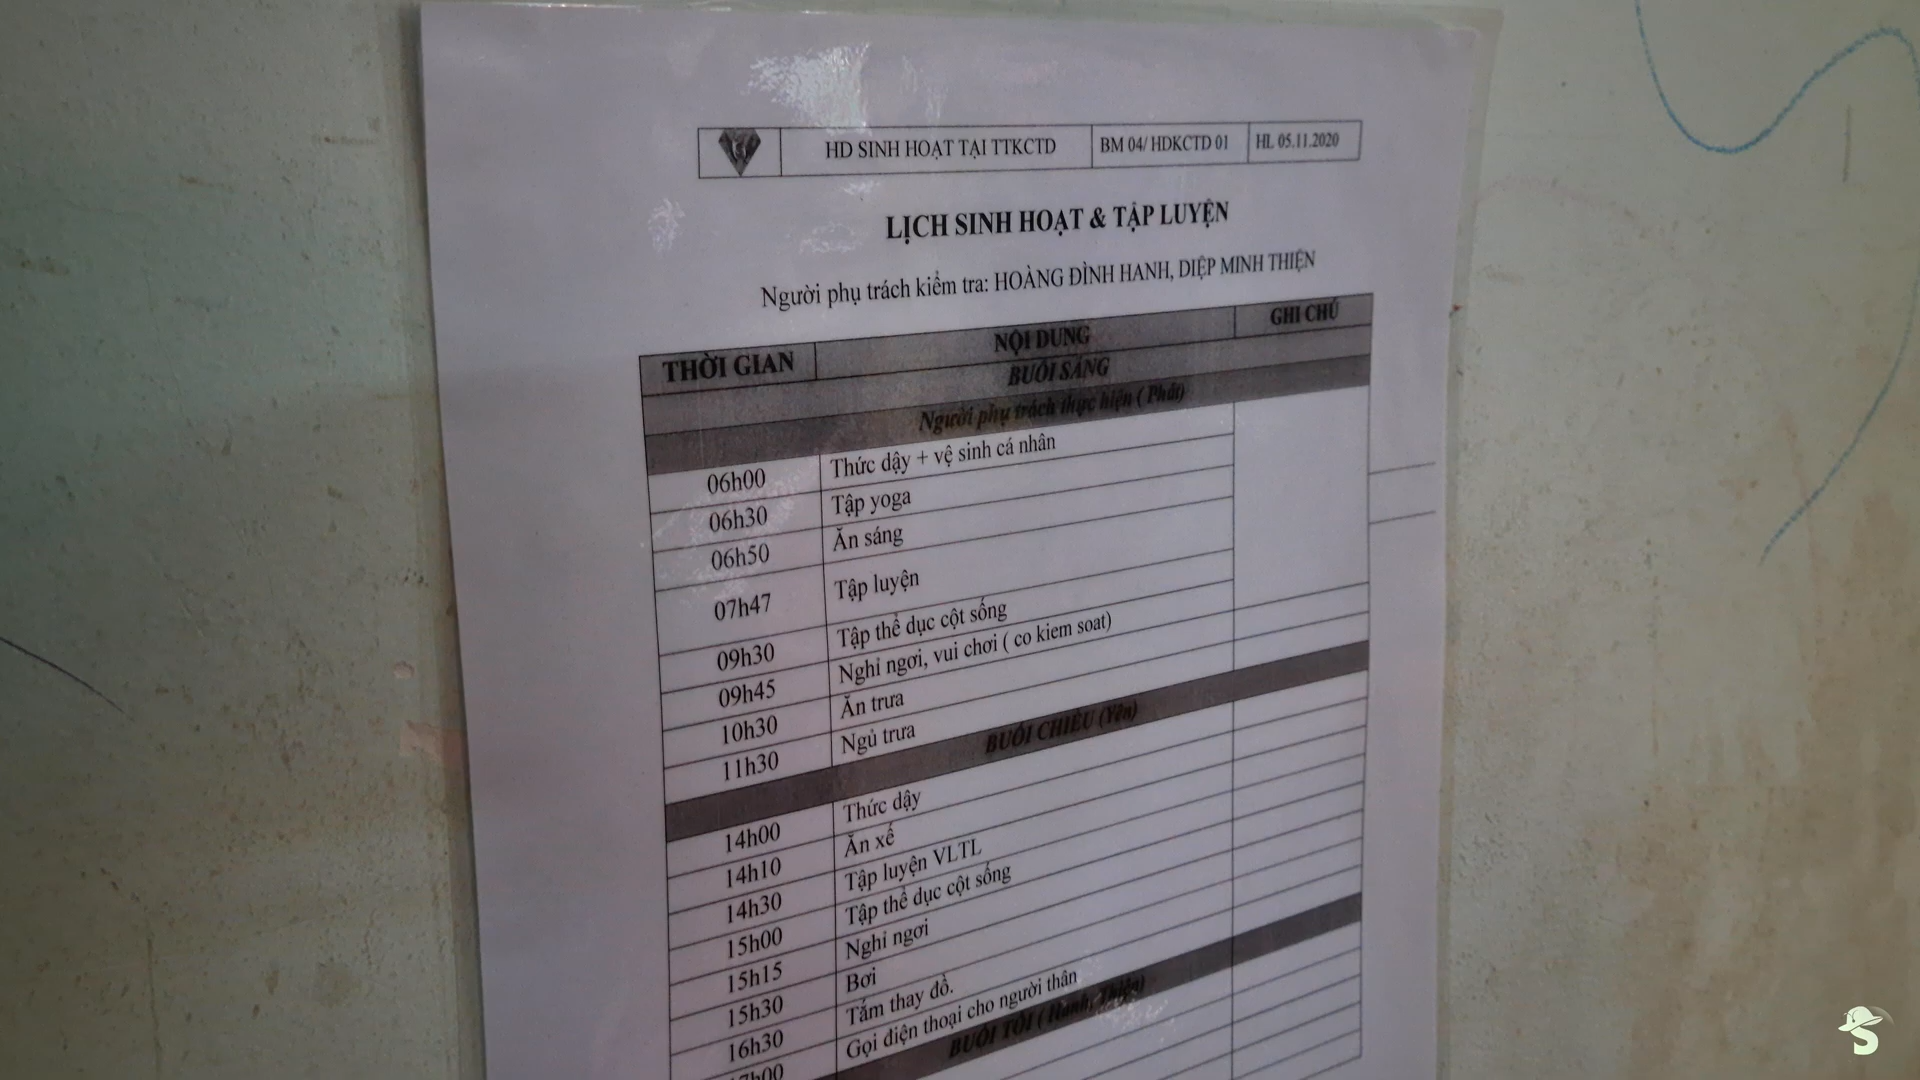 HD SINH HOẠT TẠI TTKCTD BM 04/ HDKCTD 01 HL 05.11.2020
LỊCH SINH HOẠT & TẬP LUYỆN
Người phụ trách kiểm tra: HOÀNG ĐÌNH HANH, DIỆP MINH THIỆN
THỜI GIAN NỘI DUNG GHI CHÚ
BUỔI SÁNG
Người phụ trách thực hiện ( Phát)
06h00 Thức dậy + vệ sinh cá nhân
06h30 Tập yoga
06h50 Ăn sáng
07h47 Tập luyện
09h30 Tập thể dục cột sống
09h45 Nghỉ ngơi, vui chơi ( co kiem soat)
10h30 Ăn trưa
11h30 Ngủ trưa
BUỔI CHIỀU (Yên)
14h00 Thức dậy
14h10 Ăn xế
14h30 Tập luyện VLTL
15h00 Tập thể dục cột sống
15h15 Nghỉ ngơi
15h30 Bơi
16h30 Tắm thay đồ.
17h00 Gọi điện thoại cho người thân
BUỔI TỐI ( Hanh, Thiện)
S